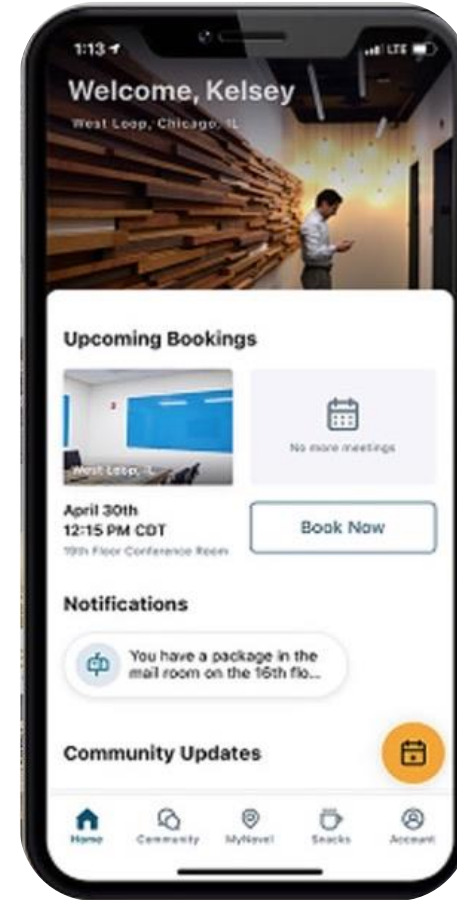 1:13
LTE
Welcome, Kelsey
West Loop, Chicago, IL
Upcoming Bookings
West Loop, IL
No more meetings
April 30th
12:15 PM CDT
19th Floor Conference Room
Book Now
Notifications
You have a package in the
mail room on the 16th flo...
Community Updates
Home
Community
MyNovel
Snacks
Account